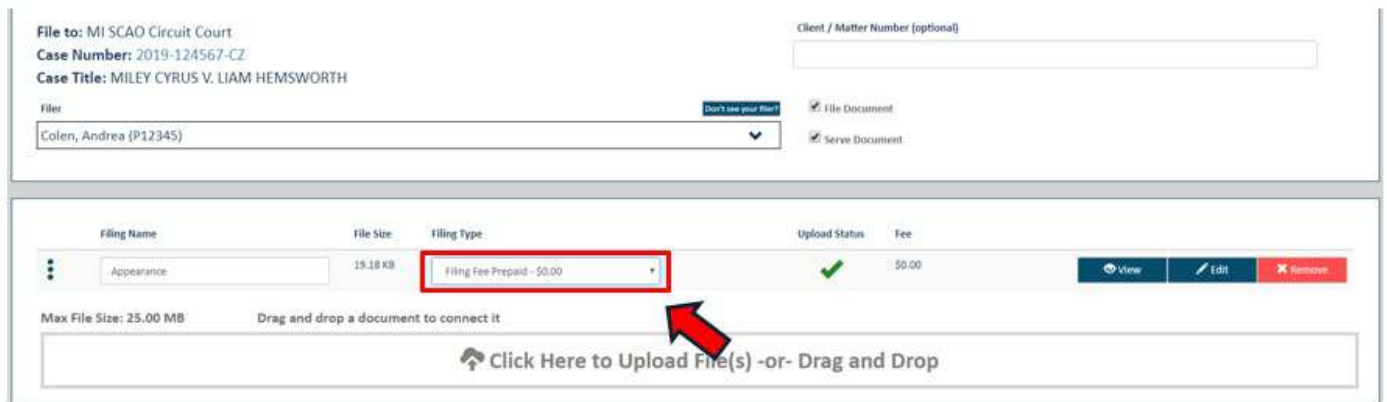 File to: MI SCAO Circuit Court
Client / Matter Number (optional)
Case Number: 2019-124567-CZ
Case Title: MILEY CYRUS V. LIAM HEMSWORTH
Filer
Don't see your filer?
File Document
Colen, Andrea (P12345)
Serve Document
Filing Name File Size Filing Type Upload Status Fee
Appearance 19.18 KB Filing Fee Prepaid - $0.00 $0.00 View Edit Remove
Max File Size: 25.00 MB Drag and drop a document to connect it
Click Here to Upload File(s) -or- Drag and Drop